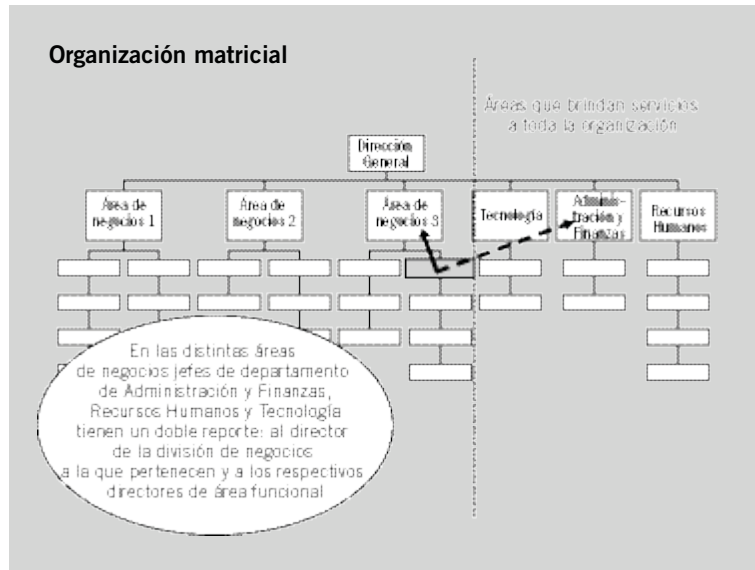 Organización matricial
Áreas que brindan servicios
a toda la organización
Dirección
General
Área de
negocios 1
Área de
negocios 2
Área de
negocios 3
Tecnología
Adminis-
tración y
Finanzas
Recursos
Humanos
En las distintas áreas
de negocios jefes de departamento
de Administración y Finanzas,
Recursos Humanos y Tecnología
tienen un doble reporte: al director
de la división de negocios
a la que pertenecen y a los respectivos
directores de área funcional